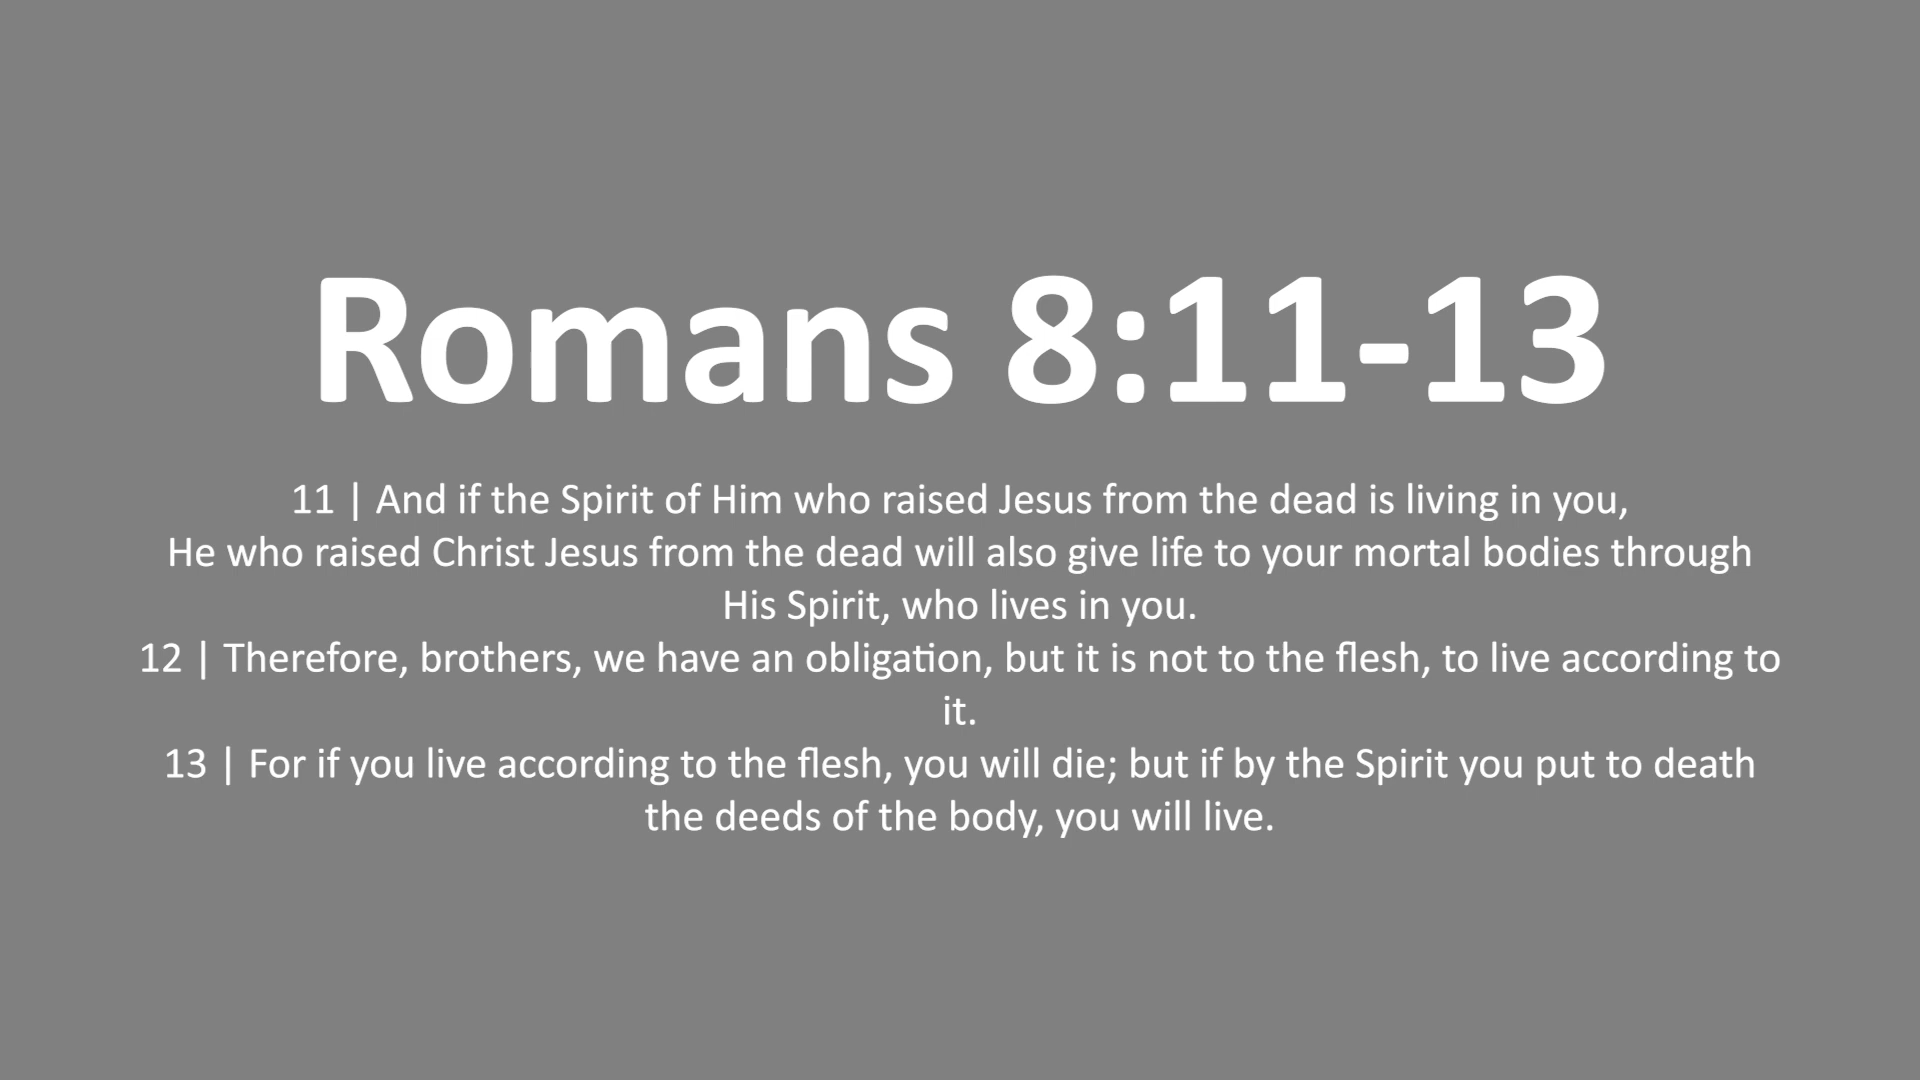 Romans 8:11-13
11 | And if the Spirit of Him who raised Jesus from the dead is living in you,
He who raised Christ Jesus from the dead will also give life to your mortal bodies through
His Spirit, who lives in you.
12 | Therefore, brothers, we have an obligation, but it is not to the flesh, to live according to
it.
13 | For if you live according to the flesh, you will die; but if by the Spirit you put to death
the deeds of the body, you will live.